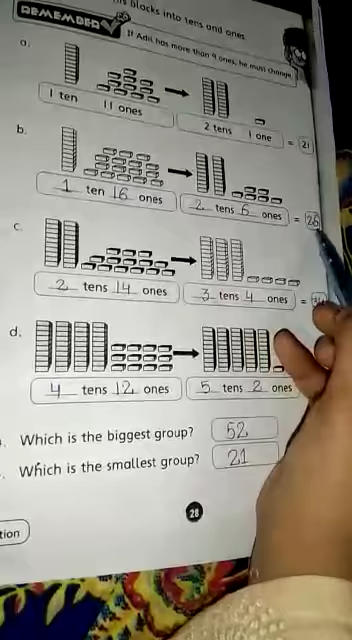 blocks into tens and ones
REMEMBER
If Adil has more than 9 ones, he must change
a.
1 ten 11 ones
2 tens 1 one = 21
b.
1 ten 16 ones
2 tens 6 ones = 26
c.
2 tens 14 ones
3 tens 4 ones =
d.
4 tens 12 ones
5 tens 2 ones
Which is the biggest group? 52
Which is the smallest group? 21
28
tion